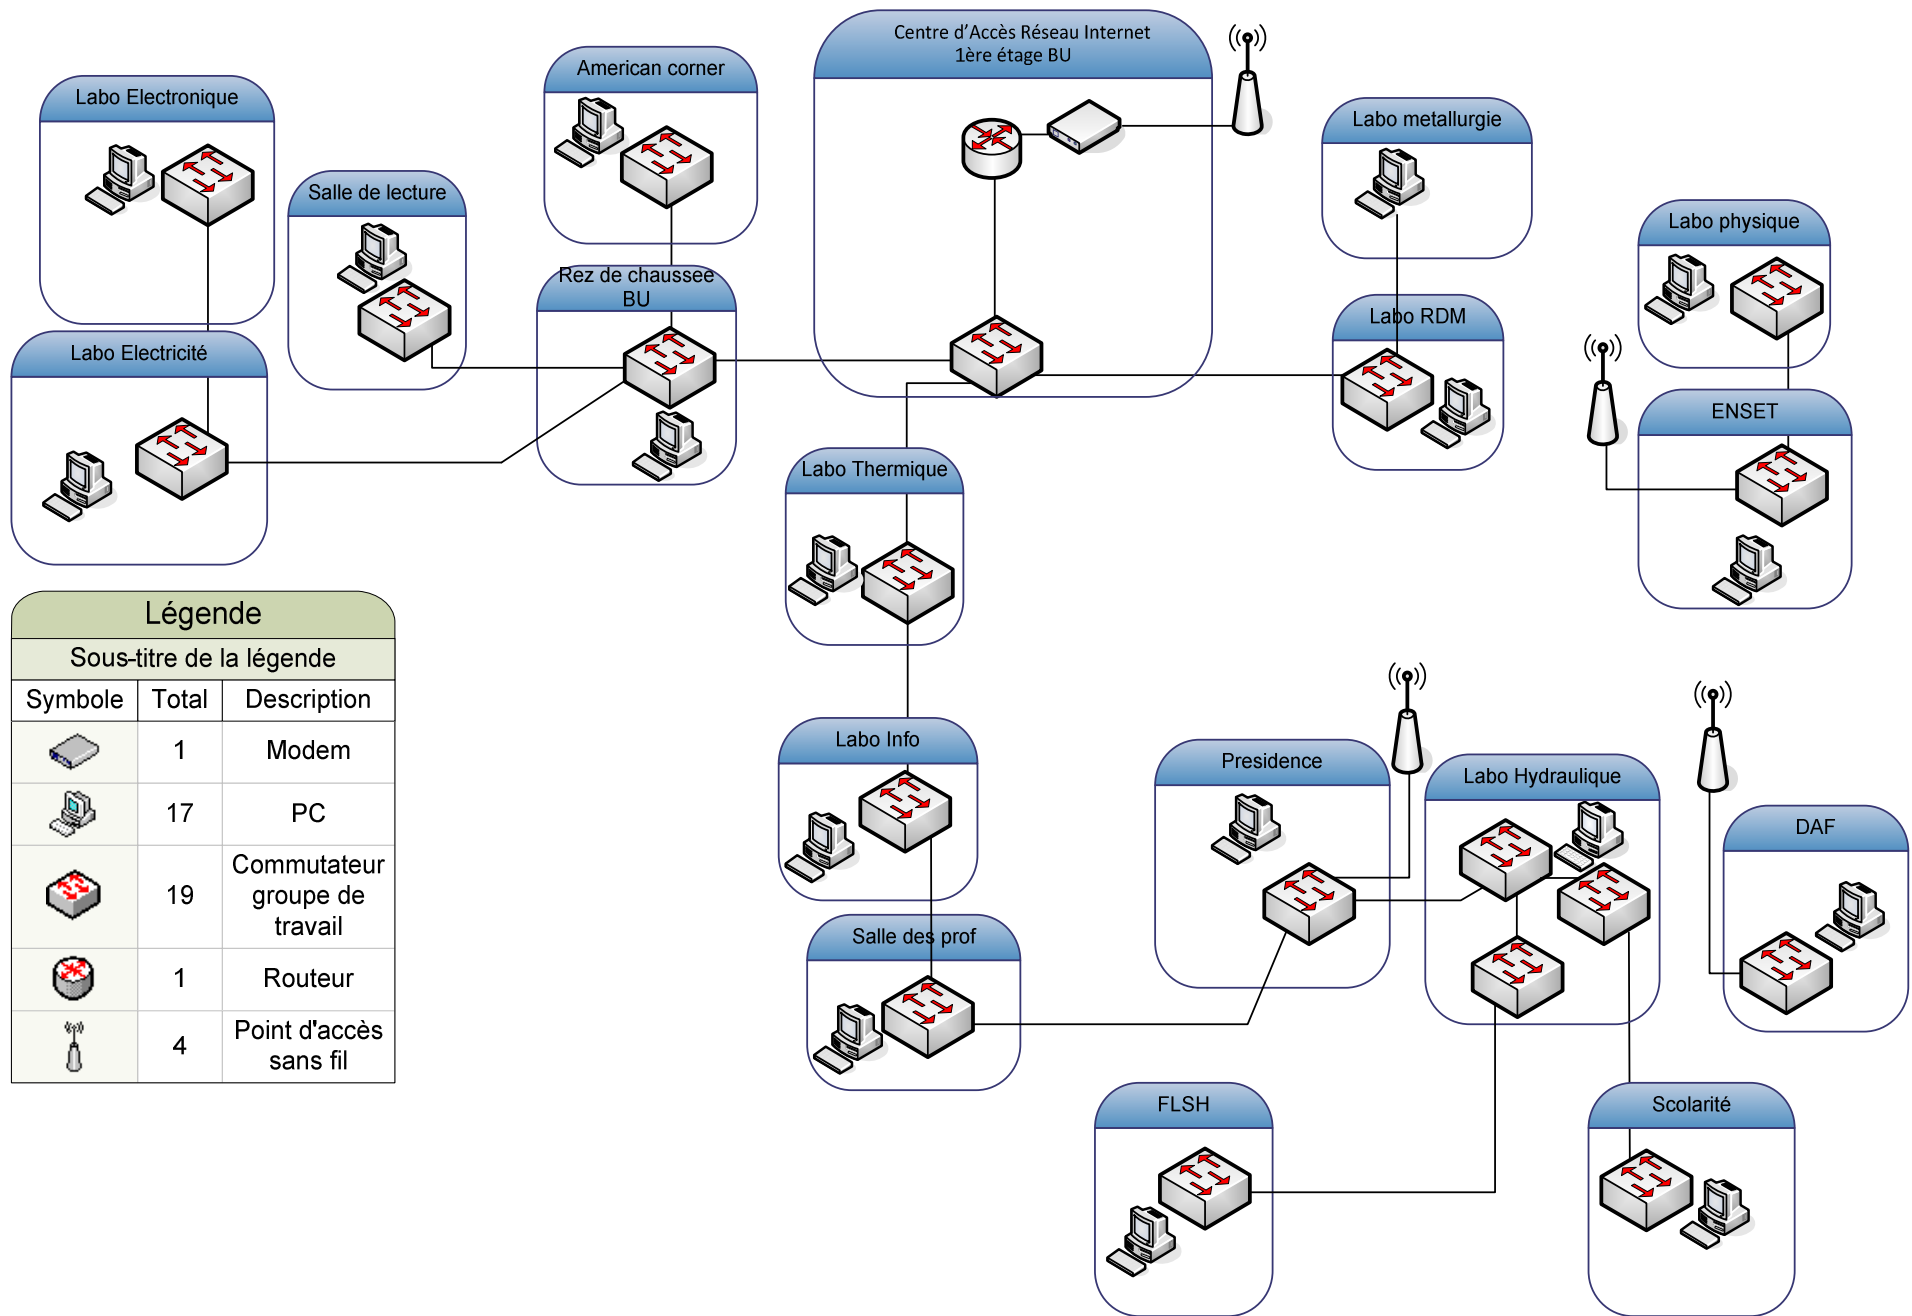 Centre d'Accès Réseau Internet
1ère étage BU
American corner
Labo Electronique
Labo metallurgie
Salle de lecture
Labo physique
Rez de chaussee
BU
Labo RDM
Labo Electricité
ENSET
Labo Thermique
Légende
Sous-titre de la légende
Symbole Total Description
1 Modem
17 PC
19 Commutateur
groupe de
travail
1 Routeur
4 Point d'accès
sans fil
Labo Info
Presidence
Labo Hydraulique
DAF
Salle des prof
FLSH
Scolarité